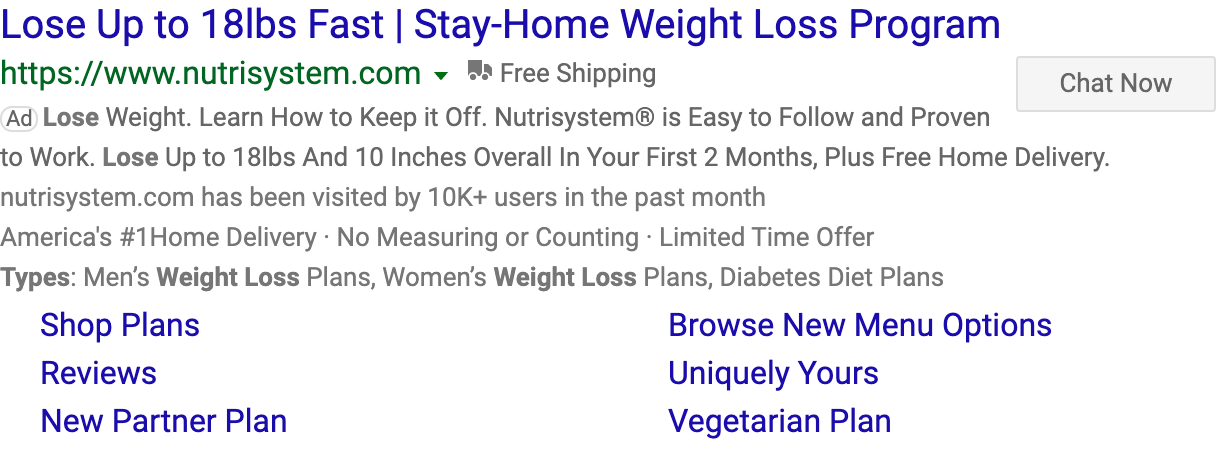 Lose Up to 18lbs Fast | Stay-Home Weight Loss Program
https://www.nutrisystem.com Free Shipping
Chat Now
Ad Lose Weight. Learn How to Keep it Off. Nutrisystem® is Easy to Follow and Proven
to Work. Lose Up to 18lbs And 10 Inches Overall In Your First 2 Months, Plus Free Home Delivery.
nutrisystem.com has been visited by 10K+ users in the past month
America's #1Home Delivery · No Measuring or Counting · Limited Time Offer
Types: Men’s Weight Loss Plans, Women’s Weight Loss Plans, Diabetes Diet Plans
Shop Plans
Browse New Menu Options
Reviews
Uniquely Yours
New Partner Plan
Vegetarian Plan